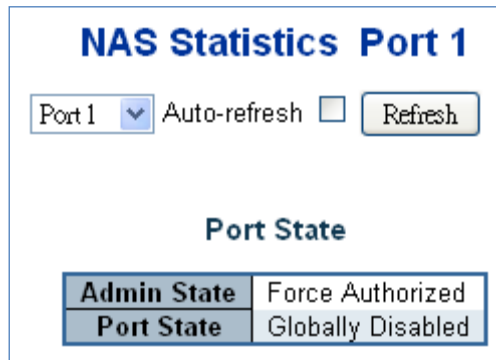 NAS Statistics Port 1
Port 1 Auto-refresh Refresh
Port State
Admin State Force Authorized
Port State Globally Disabled